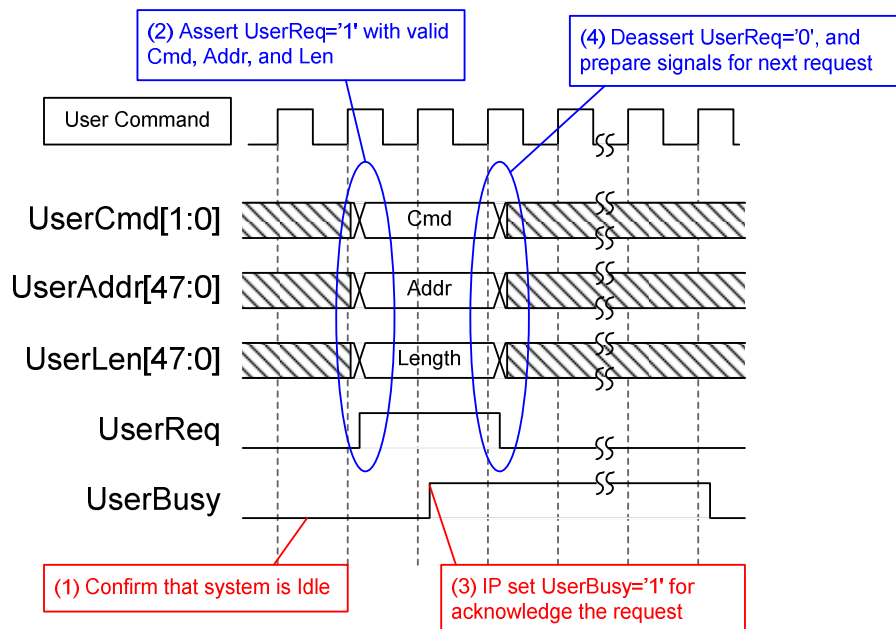 (2) Assert UserReq='1' with valid
Cmd, Addr, and Len
(4) Deassert UserReq='0', and
prepare signals for next request
User Command
UserCmd[1:0]
Cmd
UserAddr[47:0]
Addr
UserLen[47:0]
Length
UserReq
UserBusy
(1) Confirm that system is Idle
(3) IP set UserBusy='1' for
acknowledge the request